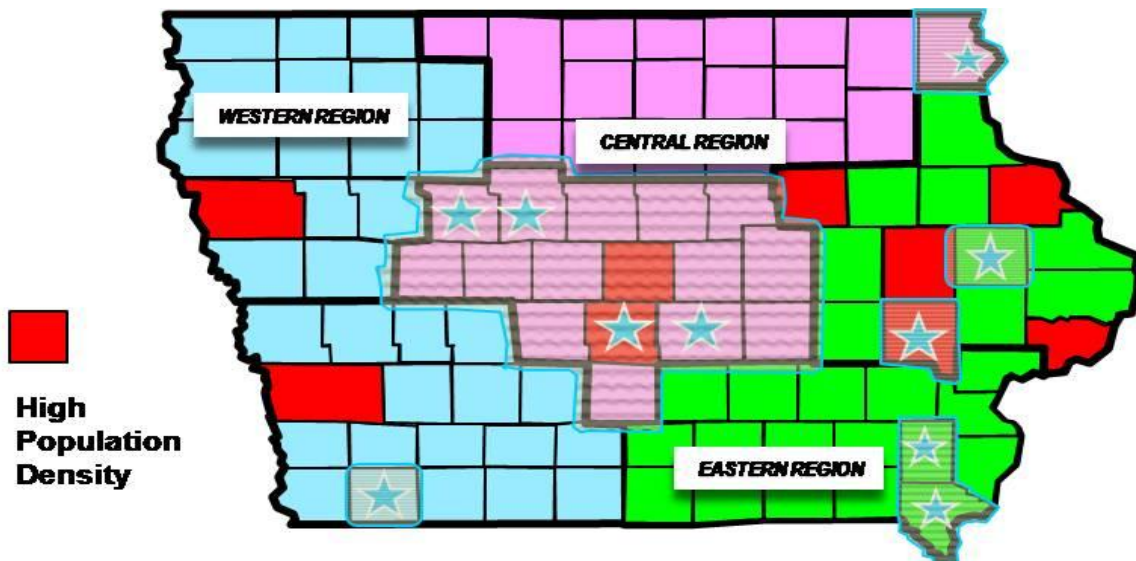 WESTERN REGION
CENTRAL REGION
High
Population
Density
EASTERN REGION